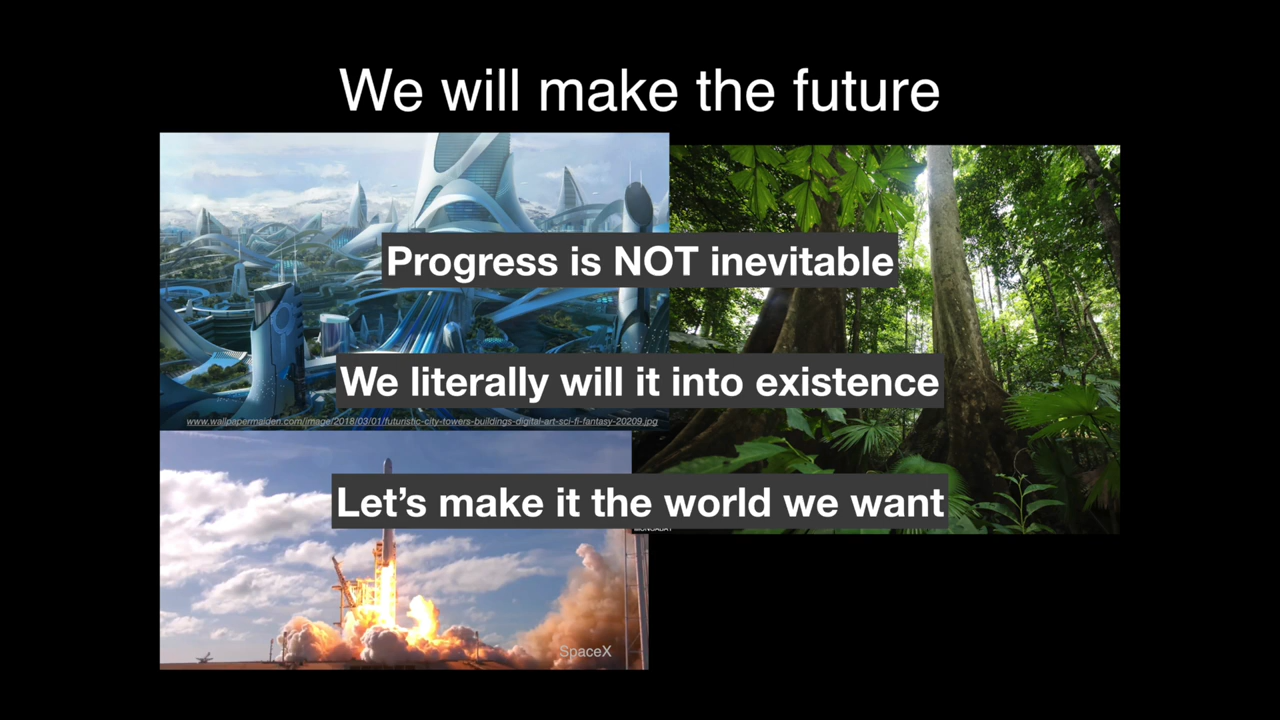 We will make the future
Progress is NOT inevitable
We literally will it into existence
www.wallpapermaiden.com/image/2018/03/01/futuristic-city-towers-buildings-digital-art-sci-fi-fantasy-20209.jpg
Let’s make it the world we want
SpaceX